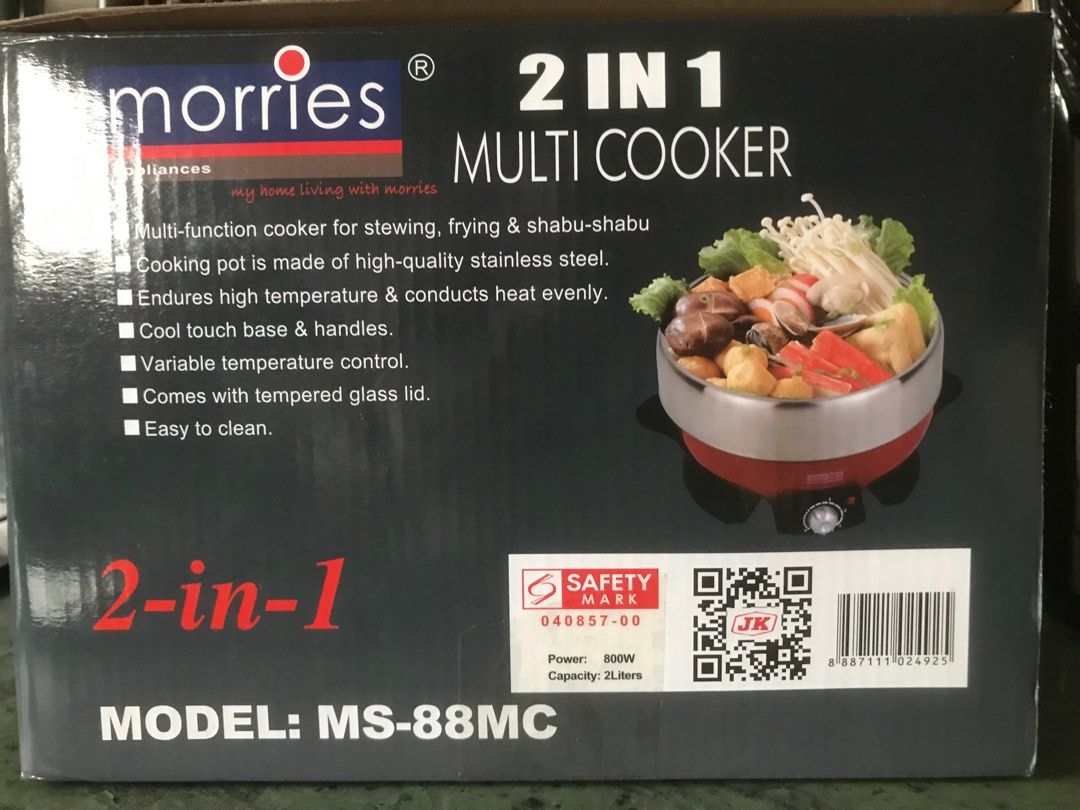 morries ®
appliances
my home living with morries
2 IN 1
MULTI COOKER
Multi-function cooker for stewing, frying & shabu-shabu
Cooking pot is made of high-quality stainless steel.
Endures high temperature & conducts heat evenly.
Cool touch base & handles.
Variable temperature control.
Comes with tempered glass lid.
Easy to clean.
2-in-1
SAFETY
MARK
040857-00
Power: 800W
Capacity: 2Liters
JK
8 887111 024925
MODEL: MS-88MC